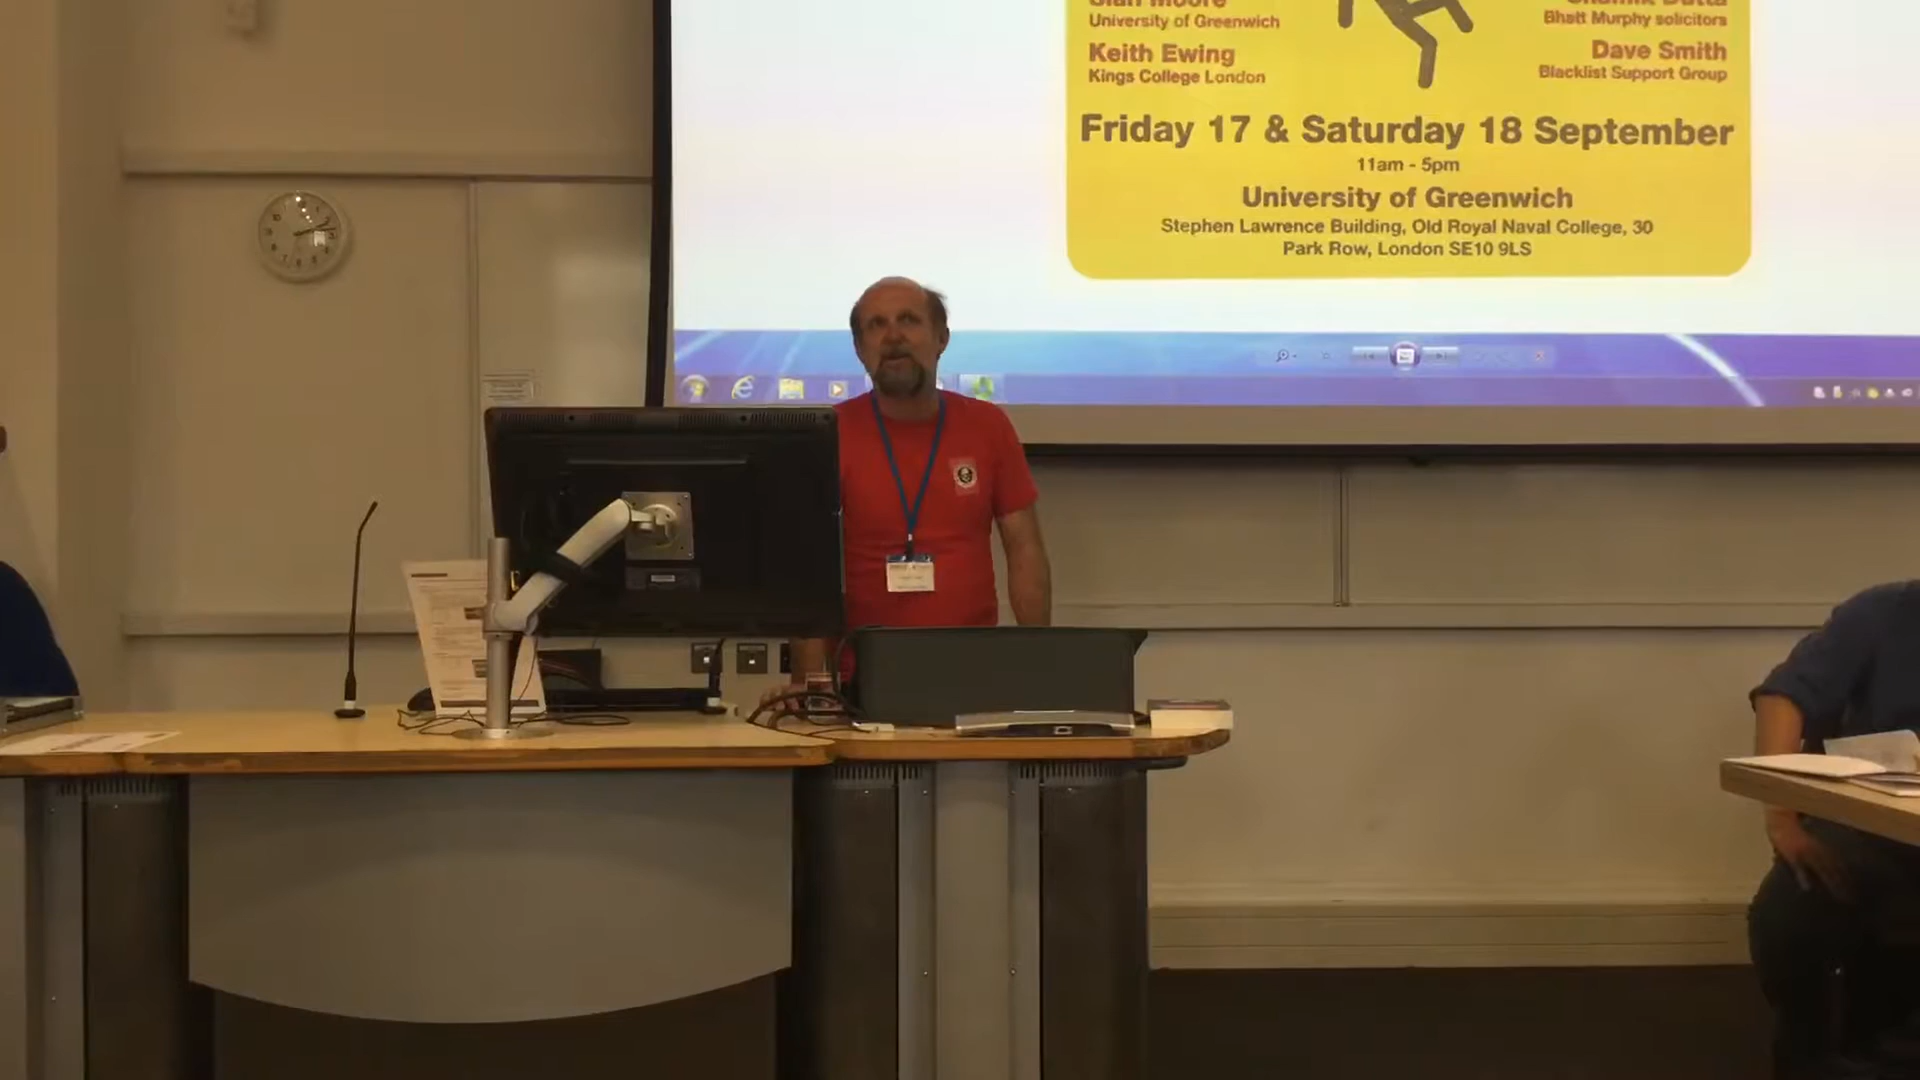 University of Greenwich
Keith Ewing
Kings College London
Bhatt Murphy solicitors
Dave Smith
Blacklist Support Group
Friday 17 & Saturday 18 September
11am - 5pm
University of Greenwich
Stephen Lawrence Building, Old Royal Naval College, 30
Park Row, London SE10 9LS